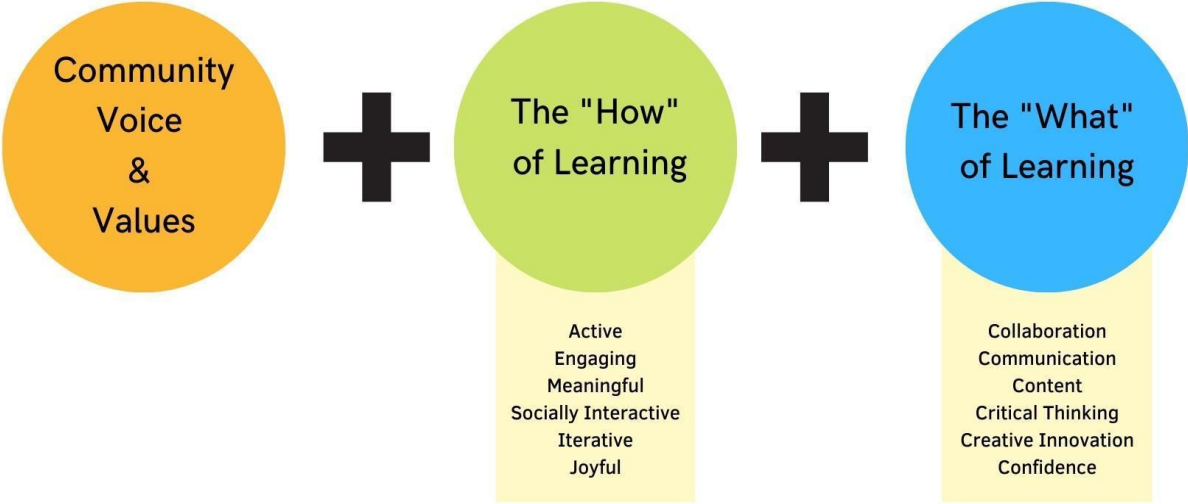 Community
Voice
&
Values
The "How"
of Learning
The "What"
of Learning
Active
Engaging
Meaningful
Socially Interactive
Iterative
Joyful
Collaboration
Communication
Content
Critical Thinking
Creative Innovation
Confidence